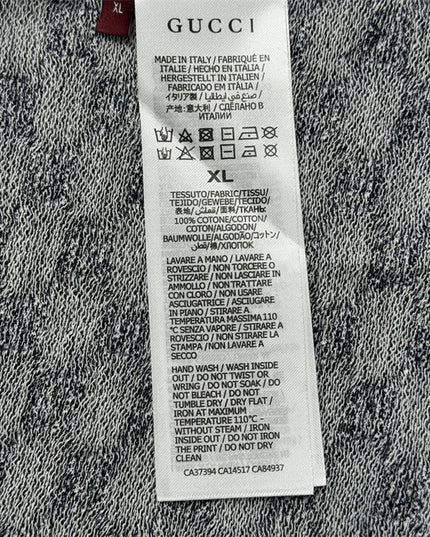 XL
GUCCI
MADE IN ITALY / FABRIQUÉ EN
ITALIE / HECHO EN ITALIA /
HERGESTELLT IN ITALIEN /
FABRICADO EM ITÁLIA /
イタリア製 / صنع في ايطاليا /
产地：意大利 / СДЕЛАНО В
ИТАЛИИ
XL
TESSUTO/FABRIC/TISSU/
TEJIDO/GEWEBE/TECIDO/
表地/قماش/面料/ТКАНЬ:
100% COTONE/COTTON/
COTON/ALGODON/
BAUMWOLLE/ALGODÃO/コットン/
قطن/棉/ХЛОПОК
LAVARE A MANO / LAVARE A
ROVESCIO / NON TORCERE O
STRIZZARE / NON LASCIARE IN
AMMOLLO / NON TRATTARE
CON CLORO / NON USARE
ASCIUGATRICE / ASCIUGARE
IN PIANO / STIRARE A
TEMPERATURA MASSIMA 110
°C SENZA VAPORE / STIRARE A
ROVESCIO / NON STIRARE LA
STAMPA / NON LAVARE A
SECCO
HAND WASH / WASH INSIDE
OUT / DO NOT TWIST OR
WRING / DO NOT SOAK / DO
NOT BLEACH / DO NOT
TUMBLE DRY / DRY FLAT /
IRON AT MAXIMUM
TEMPERATURE 110°C -
WITHOUT STEAM / IRON
INSIDE OUT / DO NOT IRON
THE PRINT / DO NOT DRY
CLEAN
CA37394 CA14517 CA84937